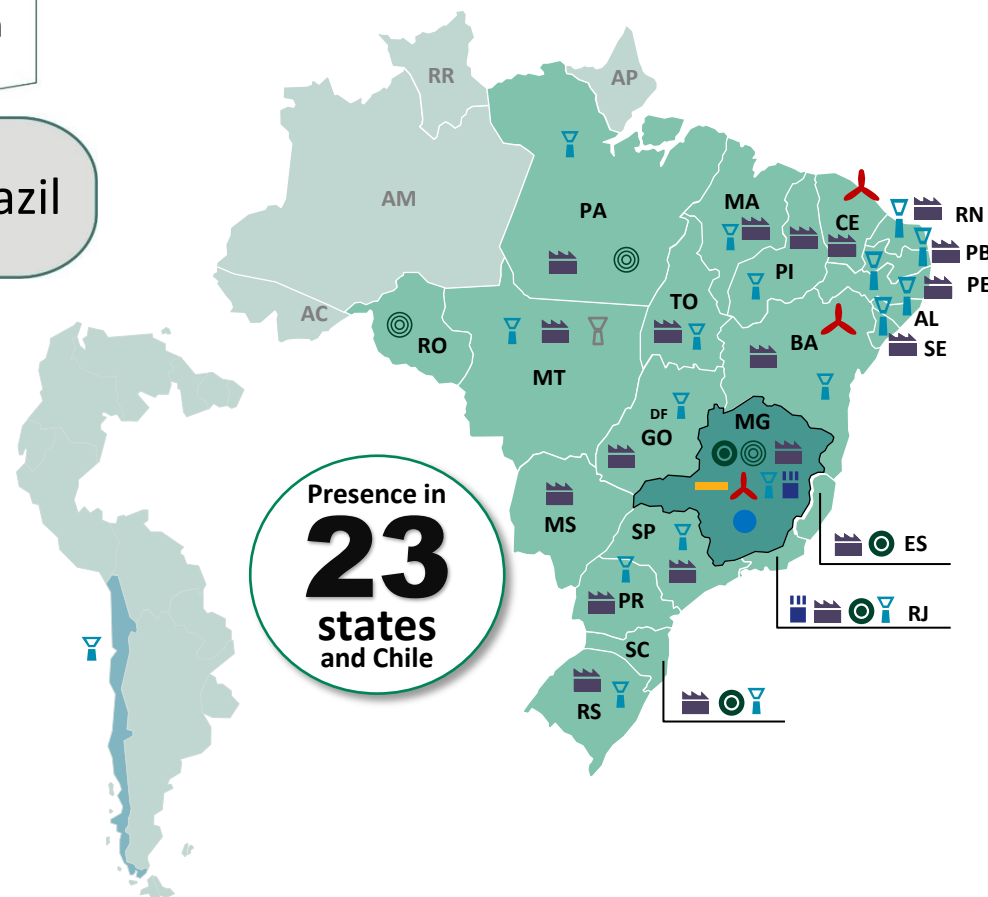 azil
RR
AP
AM
PA
MA
CE
RN
PB
PI
PE
AC
TO
AL
RO
BA
SE
MT
DF
MG
GO
Presence in
23
states
and Chile
MS
SP
ES
PR
RJ
SC
RS